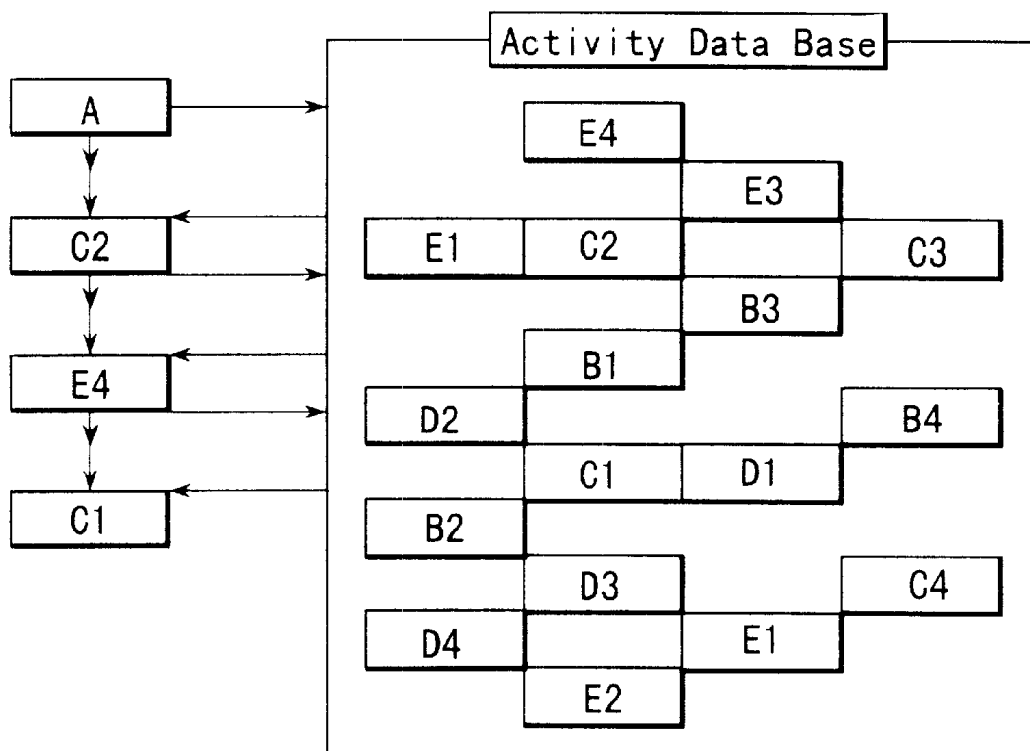 Activity Data Base
A
C2
E4
C1
E4
E3
E1 C2 C3
B3
B1
D2 B4
C1 D1
B2
D3 C4
D4 E1
E2